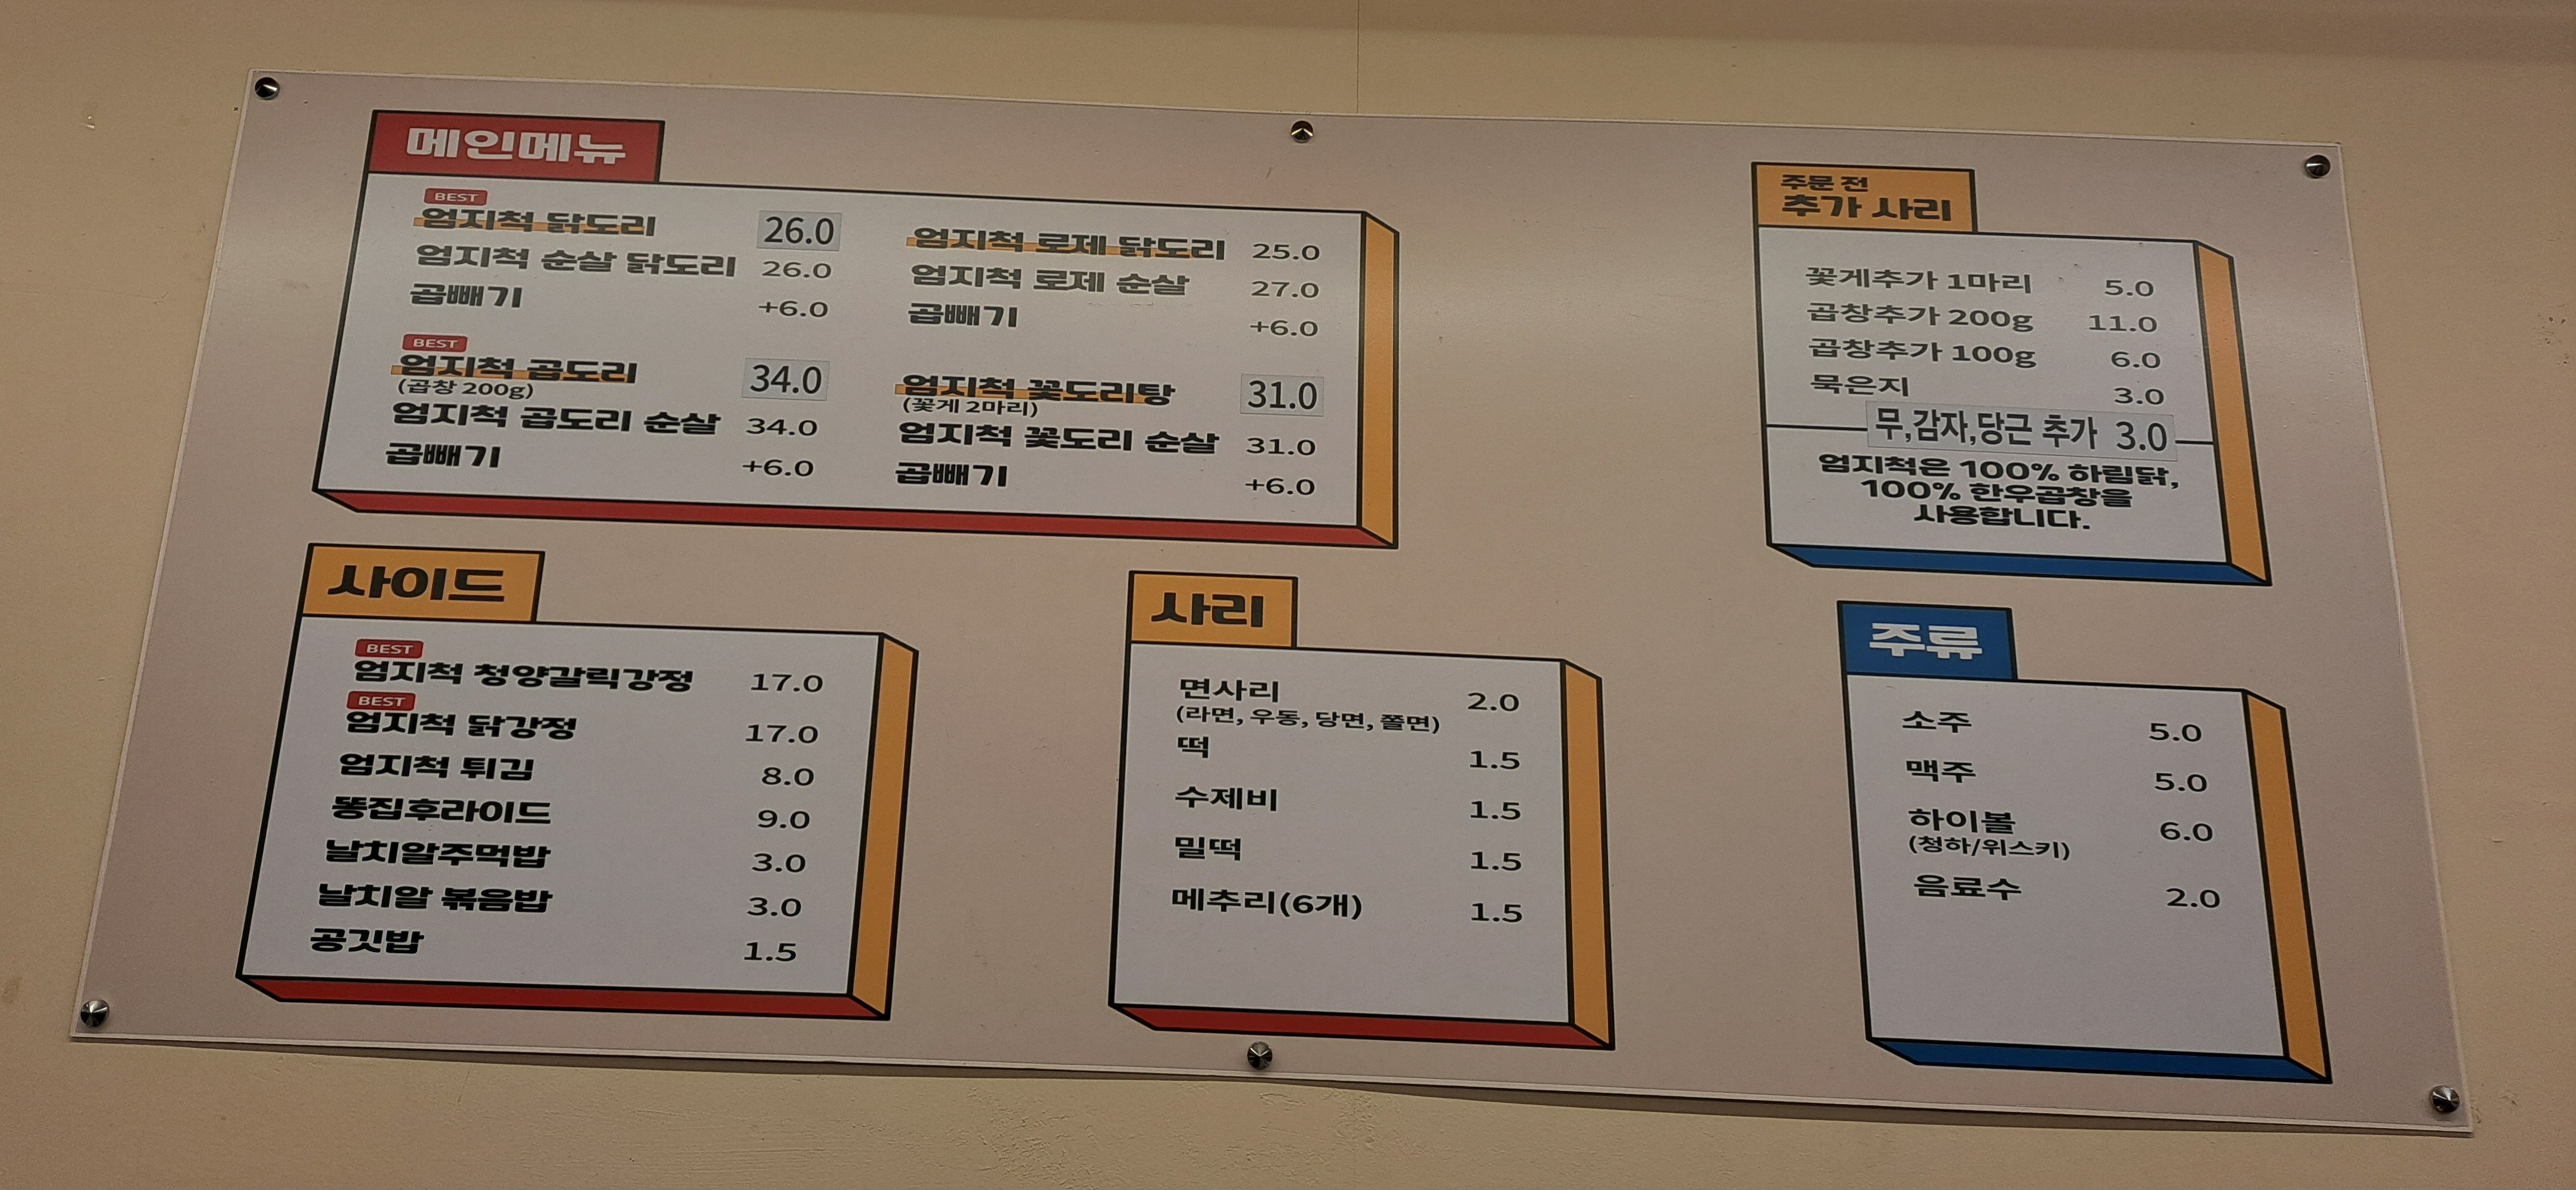 메인메뉴
BEST
엄지척 닭도리 26.0
엄지척 순살 닭도리 26.0
곱빼기 +6.0
엄지척 로제 닭도리 25.0
엄지척 로제 순살 27.0
곱빼기 +6.0
BEST
엄지척 곱도리 34.0
(곱창 200g)
엄지척 곱도리 순살 34.0
곱빼기 +6.0
엄지척 꽃도리탕 31.0
(꽃게 2마리)
엄지척 꽃도리 순살 31.0
곱빼기 +6.0
주문 전
추가 사리
꽃게추가 1마리 5.0
곱창추가 200g 11.0
곱창추가 100g 6.0
묵은지 3.0
무,감자,당근 추가 3.0
엄지척은 100% 하림닭,
100% 한우곱창을
사용합니다.
사이드
BEST
엄지척 청양갈릭강정 17.0
BEST
엄지척 닭강정 17.0
엄지척 튀김 8.0
똥집후라이드 9.0
날치알주먹밥 3.0
날치알 볶음밥 3.0
공깃밥 1.5
사리
면사리 2.0
(라면, 우동, 당면, 쫄면)
떡 1.5
수제비 1.5
밀떡 1.5
메추리(6개) 1.5
주류
소주 5.0
맥주 5.0
하이볼 6.0
(청하/위스키)
음료수 2.0